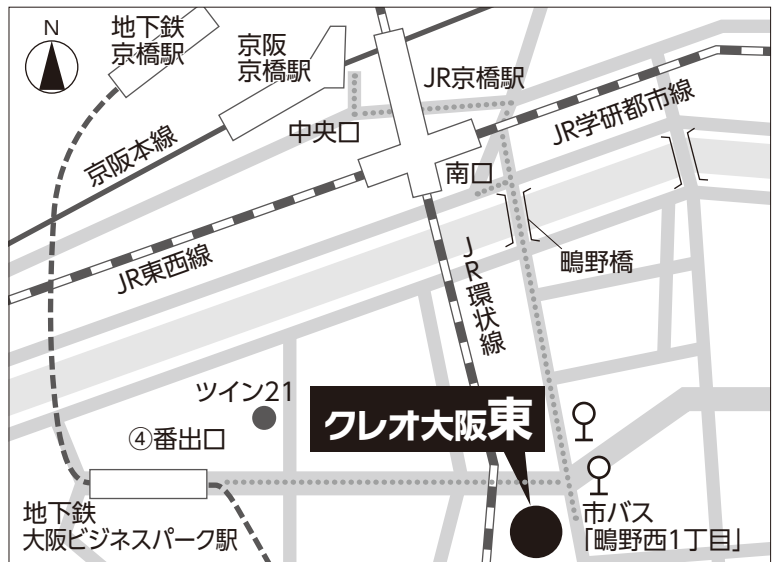 N
地下鉄
京橋駅
京阪
京橋駅
JR京橋駅
中央口
JR学研都市線
京阪本線
南口
JR東西線
鴫野橋
JR環状線
ツイン21
④番出口
クレオ大阪東
地下鉄
大阪ビジネスパーク駅
市バス
「鴫野西1丁目」